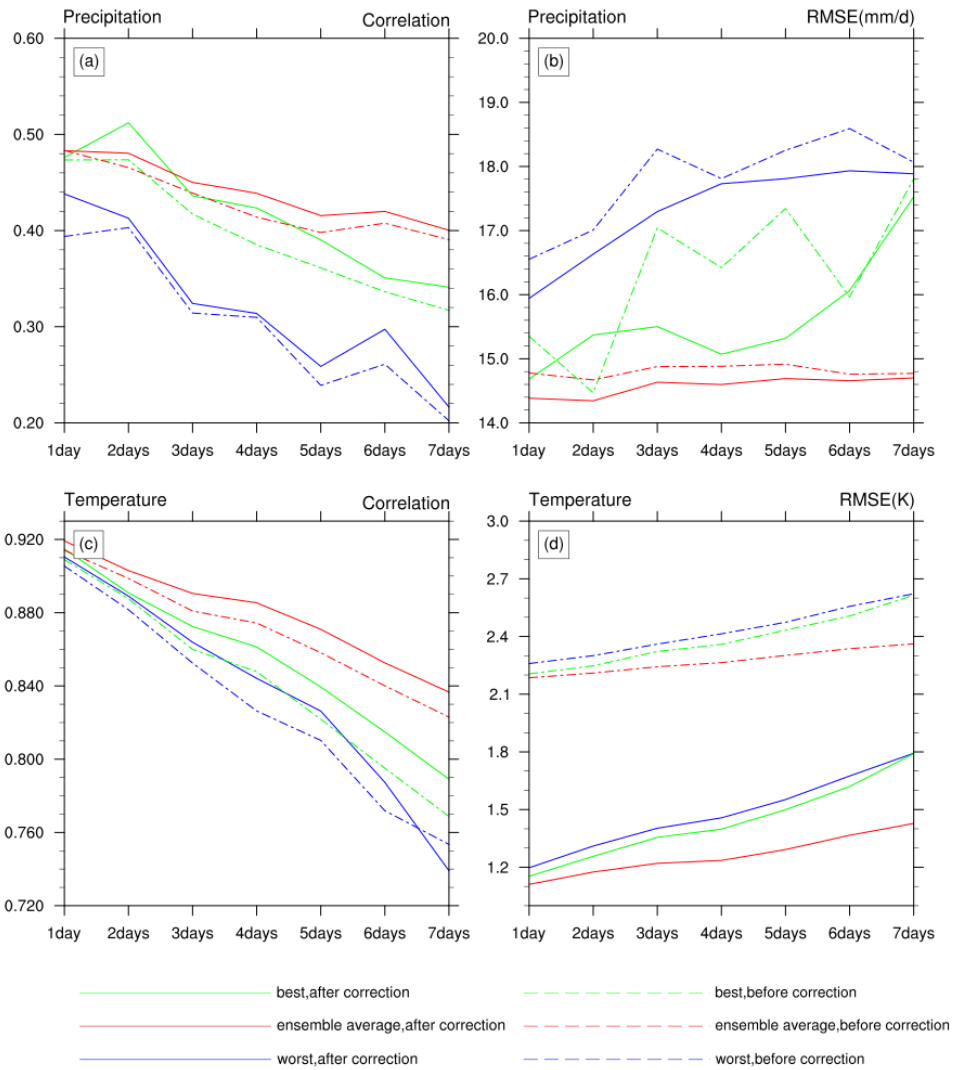 Precipitation Correlation
(a)
0.60
0.50
0.40
0.30
0.20
1day 2days 3days 4days 5days 6days 7days
Precipitation RMSE(mm/d)
(b)
20.0
19.0
18.0
17.0
16.0
15.0
14.0
1day 2days 3days 4days 5days 6days 7days
Temperature Correlation
(c)
0.920
0.880
0.840
0.800
0.760
0.720
1day 2days 3days 4days 5days 6days 7days
Temperature RMSE(K)
(d)
3.0
2.7
2.4
2.1
1.8
1.5
1.2
1day 2days 3days 4days 5days 6days 7days
best,after correction
best,before correction
ensemble average,after correction
ensemble average,before correction
worst,after correction
worst,before correction